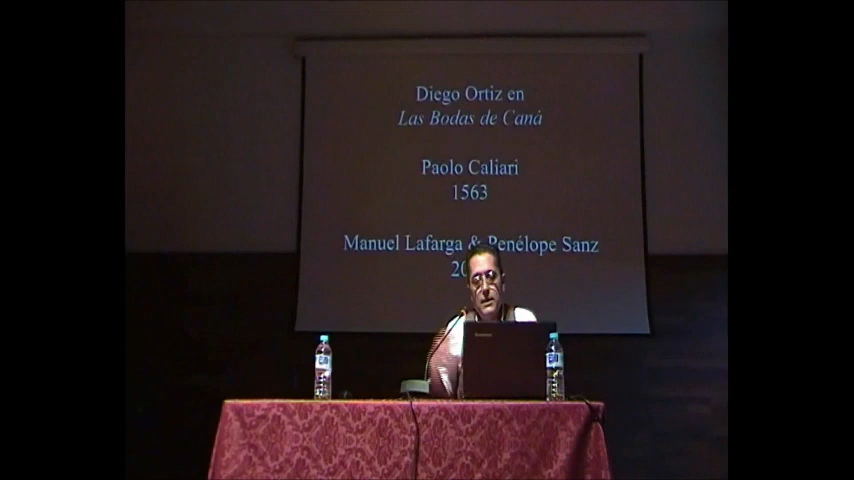 Diego Ortiz en
Las Bodas de Caná
Paolo Caliari
1563
Manuel Lafarga & Penélope Sanz